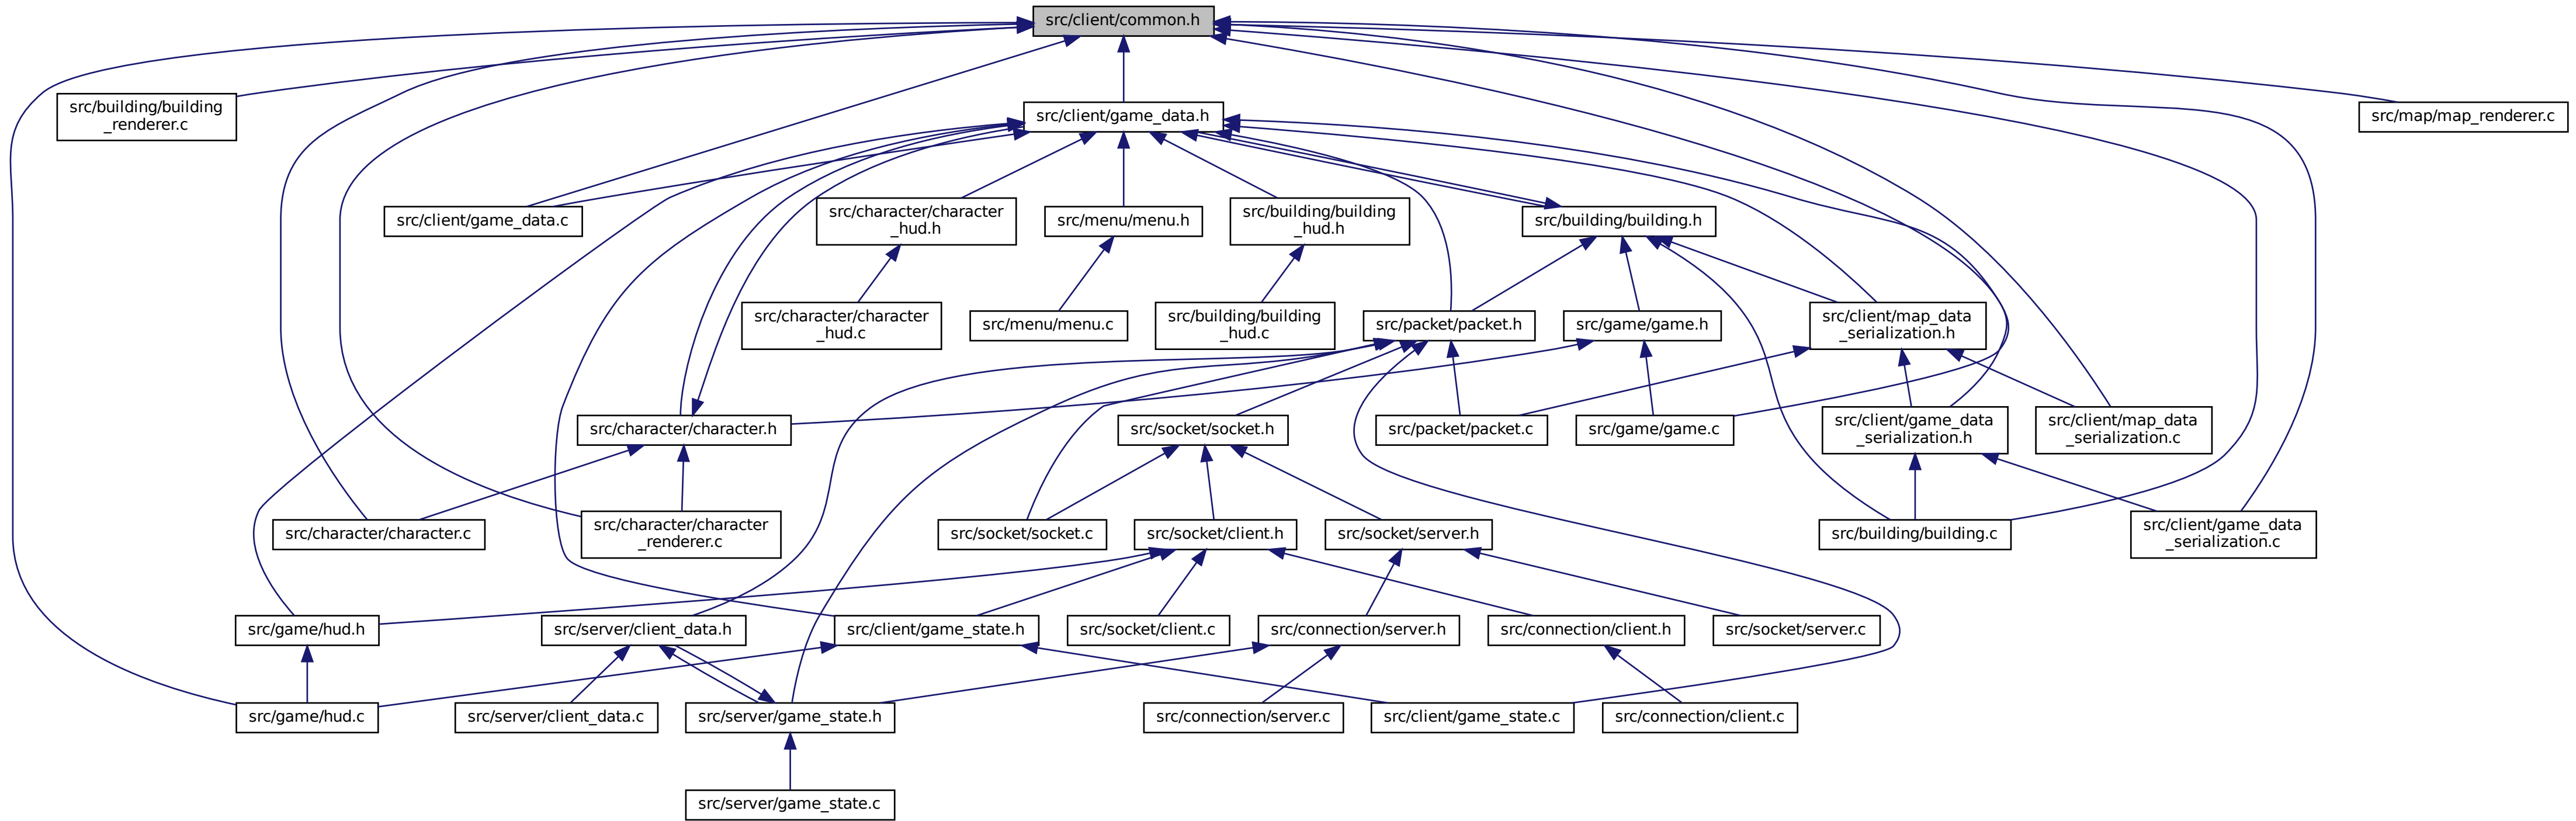 src/client/common.h
src/building/building
_renderer.c
src/client/game_data.h
src/map/map_renderer.c
src/client/game_data.c
src/character/character
_hud.h
src/menu/menu.h
src/building/building
_hud.h
src/building/building.h
src/character/character
_hud.c
src/menu/menu.c
src/building/building
_hud.c
src/packet/packet.h
src/game/game.h
src/client/map_data
_serialization.h
src/character/character.h
src/socket/socket.h
src/packet/packet.c
src/game/game.c
src/client/game_data
_serialization.h
src/client/map_data
_serialization.c
src/character/character.c
src/character/character
_renderer.c
src/socket/socket.c
src/socket/client.h
src/socket/server.h
src/building/building.c
src/client/game_data
_serialization.c
src/game/hud.h
src/server/client_data.h
src/client/game_state.h
src/socket/client.c
src/connection/server.h
src/connection/client.h
src/socket/server.c
src/game/hud.c
src/server/client_data.c
src/server/game_state.h
src/connection/server.c
src/client/game_state.c
src/connection/client.c
src/server/game_state.c